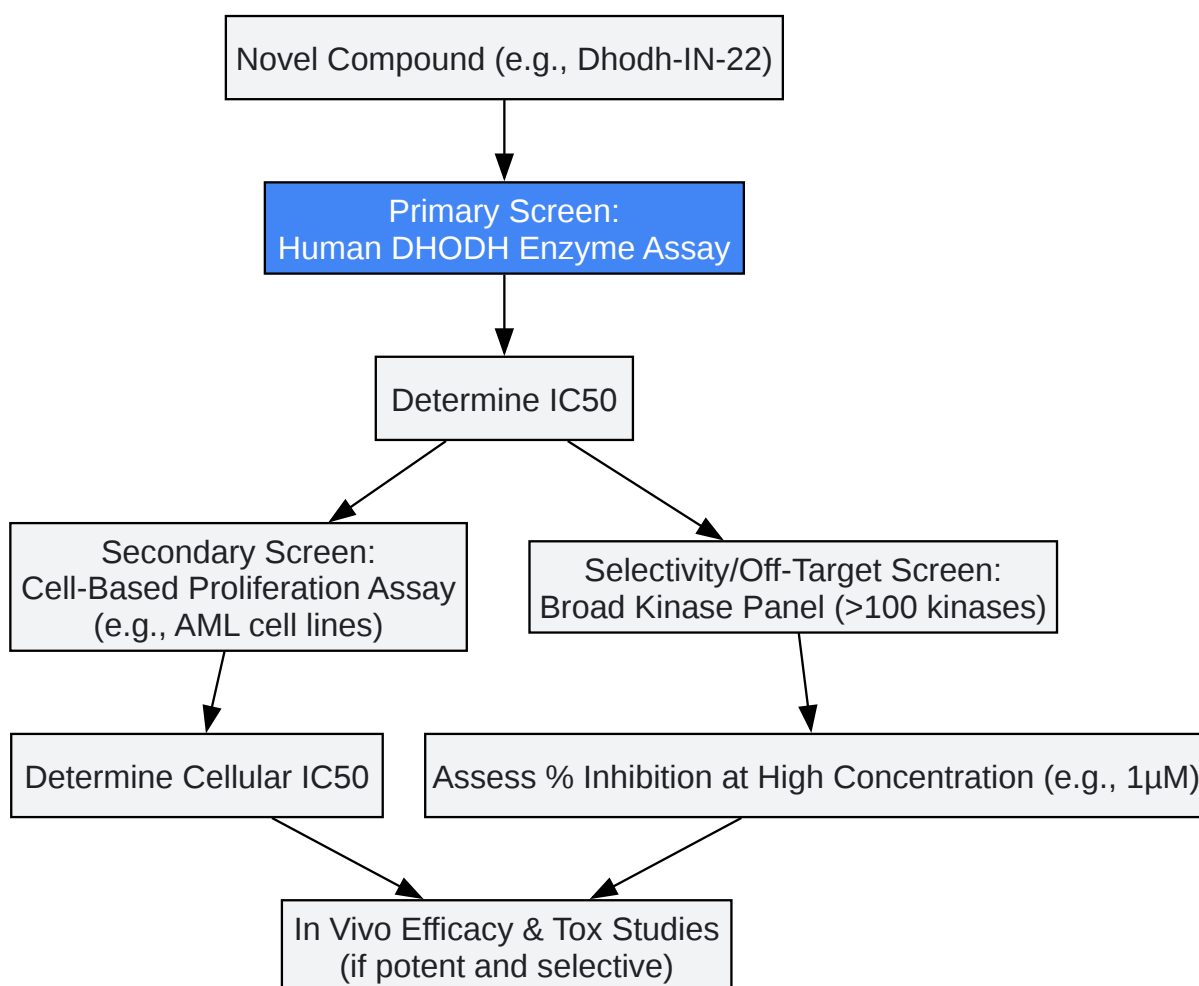 Novel Compound (e.g., Dhodh-IN-22)
Primary Screen:
Human DHODH Enzyme Assay
Determine IC50
Secondary Screen:
Cell-Based Proliferation Assay
(e.g., AML cell lines)
Selectivity/Off-Target Screen:
Broad Kinase Panel (>100 kinases)
Determine Cellular IC50
Assess % Inhibition at High Concentration (e.g., 1µM)
In Vivo Efficacy & Tox Studies
(if potent and selective)